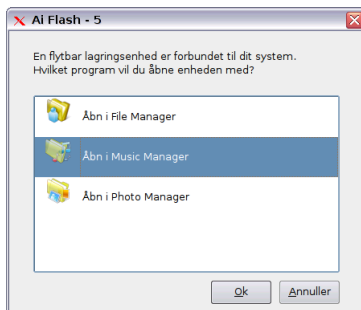 Ai Flash - 5
En flytbar lagringsenhed er forbundet til dit system.
Hvilket program vil du åbne enheden med?
Åbn i File Manager
Åbn i Music Manager
Åbn i Photo Manager
Ok
Annuller